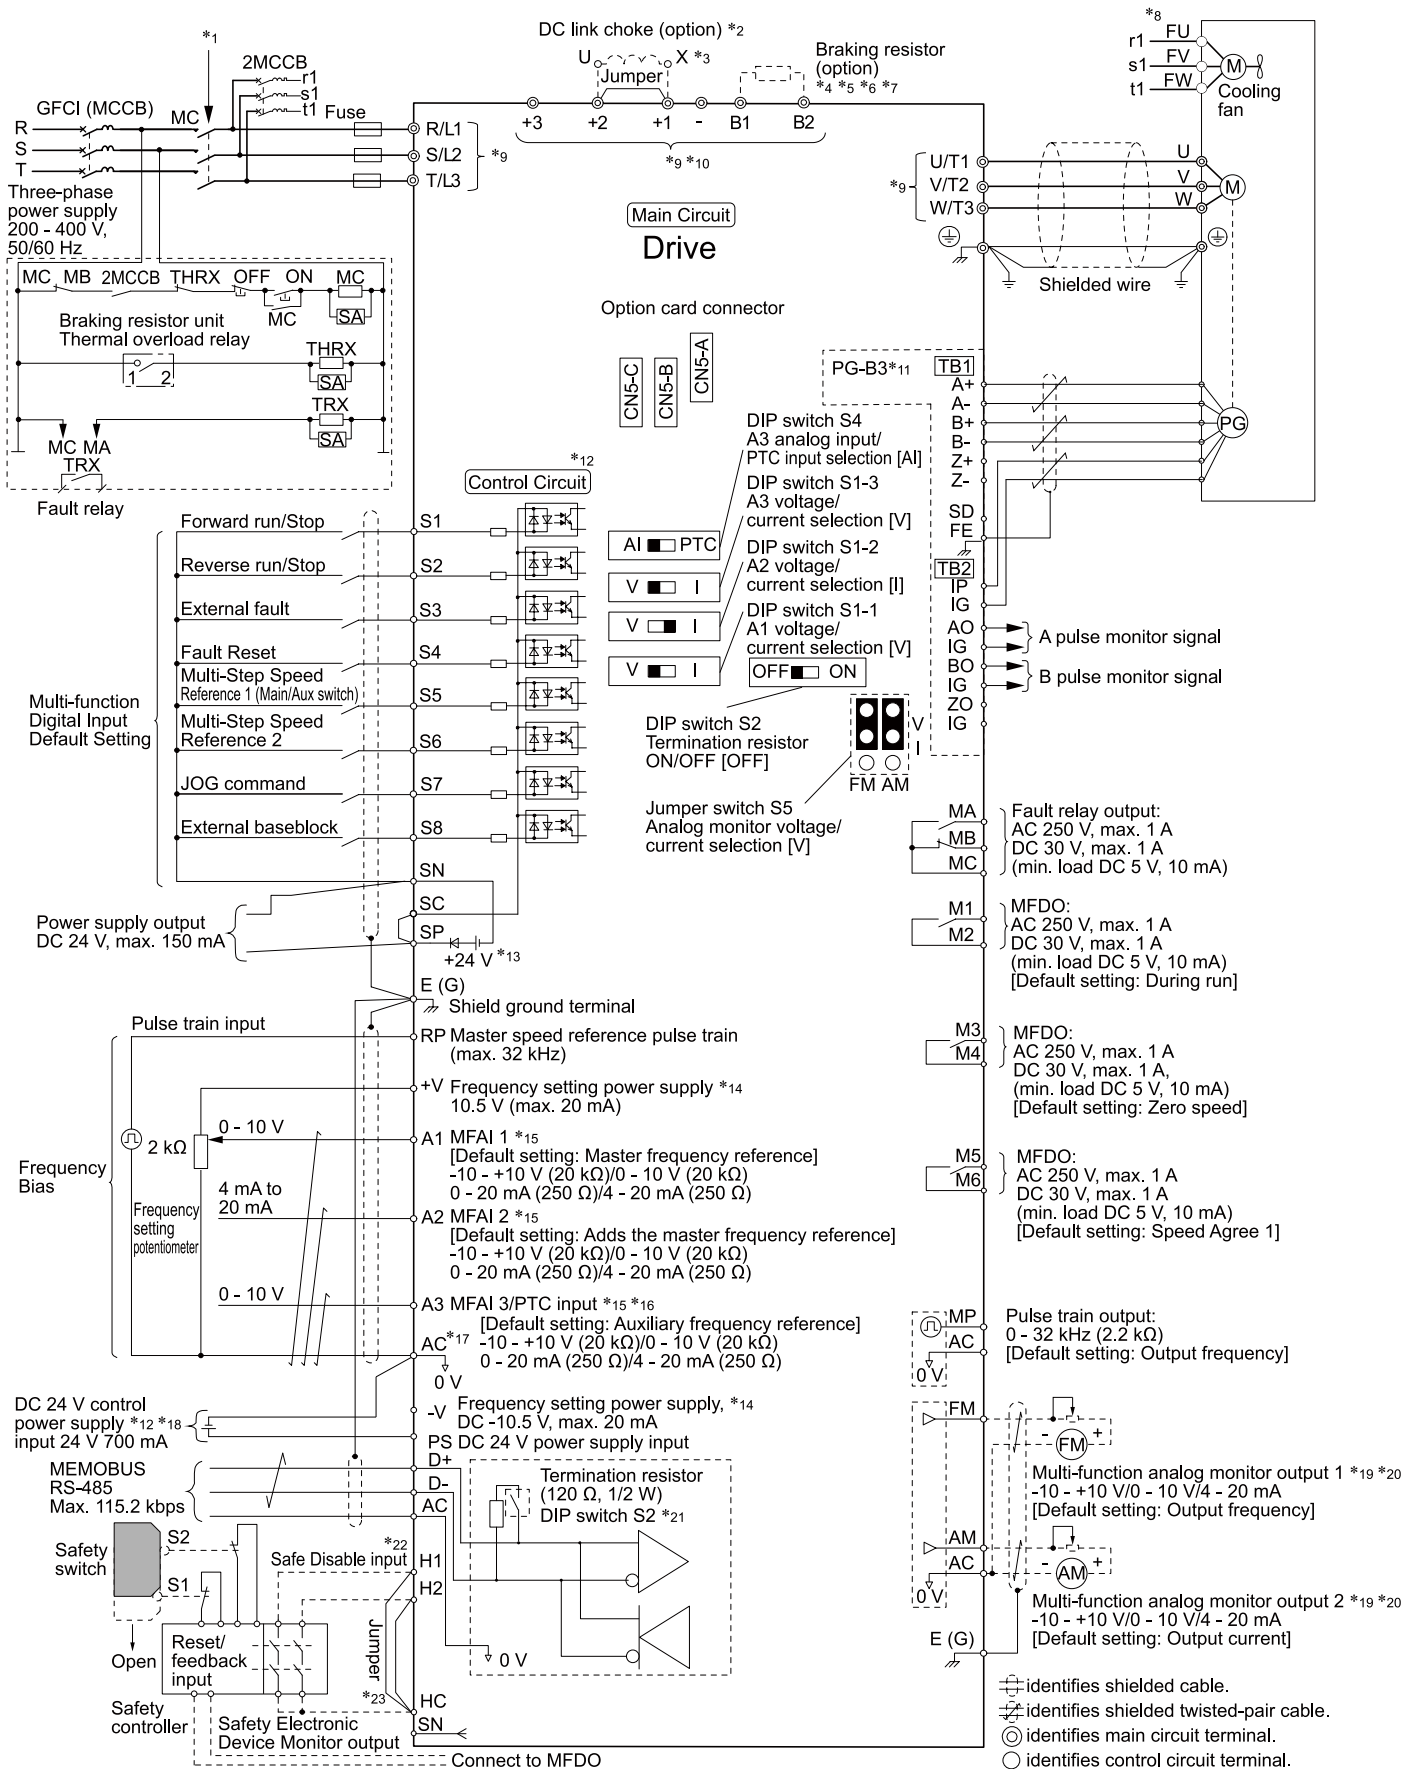 *1
DC link choke (option) *2
U X *3
Jumper
Braking resistor
(option)
*4 *5 *6 *7
*8
r1 FU
s1 FV
t1 FW
M
Cooling
fan
2MCCB
r1
s1
t1
GFCI (MCCB)
MC
Fuse
R
S
T
R/L1
S/L2
T/L3
*9
+3 +2 +1 - B1 B2
*9 *10
Three-phase
power supply
200 - 400 V,
50/60 Hz
U/T1
V/T2
W/T3
*9
U
V
W
M
Main Circuit
Drive
Shielded wire
MC MB 2MCCB THRX OFF ON MC
MC
SA
Braking resistor unit
Thermal overload relay
1 2
THRX
SA
TRX
SA
MC MA
TRX
Fault relay
Option card connector
CN5-C
CN5-B
CN5-A
PG-B3*11
TB1
A+
A-
B+
B-
Z+
Z-
SD
FE
TB2
IP
IG
AO
IG
BO
IG
ZO
IG
PG
A pulse monitor signal
B pulse monitor signal
*12
Control Circuit
DIP switch S4
A3 analog input/
PTC input selection [AI]
DIP switch S1-3
A3 voltage/
current selection [V]
DIP switch S1-2
A2 voltage/
current selection [I]
DIP switch S1-1
A1 voltage/
current selection [V]
AI PTC
V I
V I
V I
OFF ON
DIP switch S2
Termination resistor
ON/OFF [OFF]
V
I
FM AM
Jumper switch S5
Analog monitor voltage/
current selection [V]
Multi-function
Digital Input
Default Setting
Forward run/Stop
S1
Reverse run/Stop
S2
External fault
S3
Fault Reset
S4
Multi-Step Speed
Reference 1 (Main/Aux switch)
S5
Multi-Step Speed
Reference 2
S6
JOG command
S7
External baseblock
S8
SN
SC
SP
+24 V *13
Power supply output
DC 24 V, max. 150 mA
E (G)
Shield ground terminal
MA
MB
MC
Fault relay output:
AC 250 V, max. 1 A
DC 30 V, max. 1 A
(min. load DC 5 V, 10 mA)
M1
M2
MFDO:
AC 250 V, max. 1 A
DC 30 V, max. 1 A
(min. load DC 5 V, 10 mA)
[Default setting: During run]
M3
M4
MFDO:
AC 250 V, max. 1 A
DC 30 V, max. 1 A,
(min. load DC 5 V, 10 mA)
[Default setting: Zero speed]
M5
M6
MFDO:
AC 250 V, max. 1 A
DC 30 V, max. 1 A
(min. load DC 5 V, 10 mA)
[Default setting: Speed Agree 1]
Pulse train input
RP Master speed reference pulse train
(max. 32 kHz)
+V Frequency setting power supply *14
10.5 V (max. 20 mA)
Frequency
Bias
2 kΩ
Frequency
setting
potentiometer
0 - 10 V
A1 MFAI 1 *15
[Default setting: Master frequency reference]
-10 - +10 V (20 kΩ)/0 - 10 V (20 kΩ)
0 - 20 mA (250 Ω)/4 - 20 mA (250 Ω)
4 mA to
20 mA
A2 MFAI 2 *15
[Default setting: Adds the master frequency reference]
-10 - +10 V (20 kΩ)/0 - 10 V (20 kΩ)
0 - 20 mA (250 Ω)/4 - 20 mA (250 Ω)
0 - 10 V
A3 MFAI 3/PTC input *15 *16
[Default setting: Auxiliary frequency reference]
AC*17 -10 - +10 V (20 kΩ)/0 - 10 V (20 kΩ)
0 - 20 mA (250 Ω)/4 - 20 mA (250 Ω)
0 V
MP
AC
0 V
Pulse train output:
0 - 32 kHz (2.2 kΩ)
[Default setting: Output frequency]
DC 24 V control
power supply *12 *18
input 24 V 700 mA
-V Frequency setting power supply, *14
DC -10.5 V, max. 20 mA
PS DC 24 V power supply input
FM
- +
FM
Multi-function analog monitor output 1 *19 *20
-10 - +10 V/0 - 10 V/4 - 20 mA
[Default setting: Output frequency]
MEMOBUS
RS-485
Max. 115.2 kbps
D+
D-
AC
Termination resistor
(120 Ω, 1/2 W)
DIP switch S2 *21
0 V
AM
AC
0 V
- +
AM
Multi-function analog monitor output 2 *19 *20
-10 - +10 V/0 - 10 V/4 - 20 mA
[Default setting: Output current]
E (G)
Safety
switch
S2
S1
Open
*22
Safe Disable input
H1
H2
Jumper
*23
HC
SN
Reset/
feedback
input
Safety
controller
Safety Electronic
Device Monitor output
Connect to MFDO
identifies shielded cable.
identifies shielded twisted-pair cable.
identifies main circuit terminal.
identifies control circuit terminal.